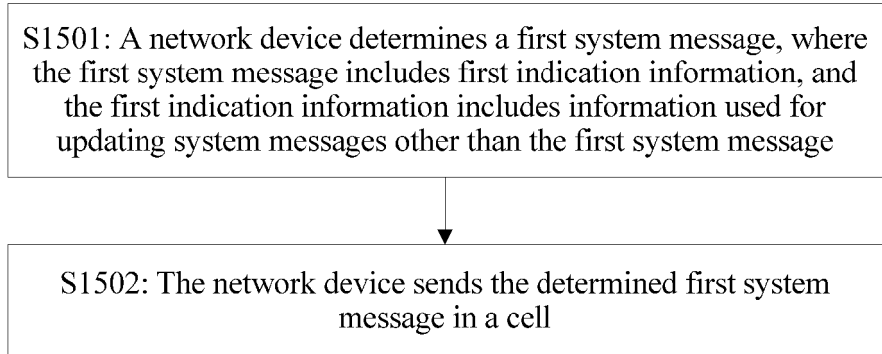 S1501: A network device determines a first system message, where
the first system message includes first indication information, and
the first indication information includes information used for
updating system messages other than the first system message
S1502: The network device sends the determined first system
message in a cell